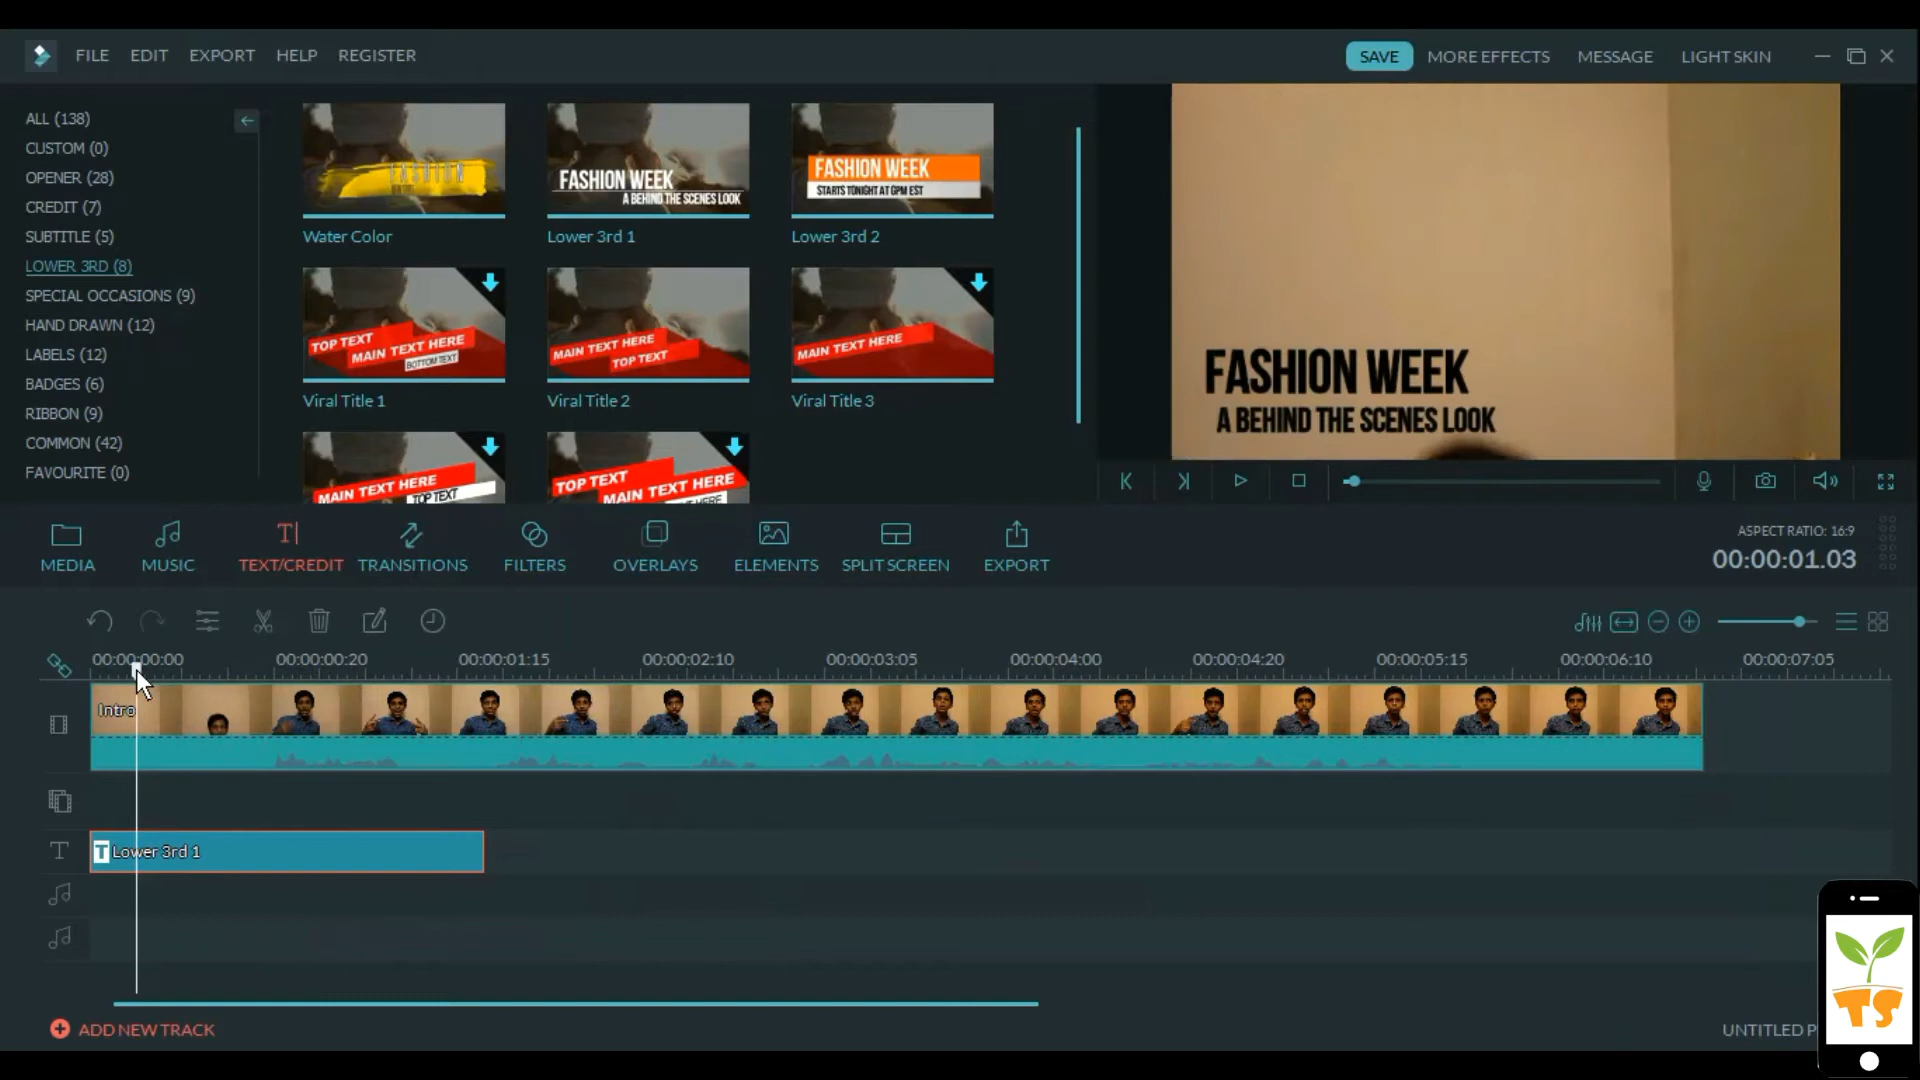 FILE EDIT EXPORT HELP REGISTER
SAVE MORE EFFECTS MESSAGE LIGHT SKIN
ALL (138)
CUSTOM (0)
OPENER (28)
CREDIT (7)
SUBTITLE (5)
LOWER 3RD (8)
SPECIAL OCCASIONS (9)
HAND DRAWN (12)
LABELS (12)
BADGES (6)
RIBBON (9)
COMMON (42)
FAVOURITE (0)
FASHION
Water Color
FASHION WEEK
A BEHIND THE SCENES LOOK
Lower 3rd 1
FASHION WEEK
STARTS TONIGHT AT 6PM EST
Lower 3rd 2
TOP TEXT
MAIN TEXT HERE
BOTTOM TEXT
Viral Title 1
MAIN TEXT HERE
TOP TEXT
Viral Title 2
MAIN TEXT HERE
Viral Title 3
MAIN TEXT HERE
TOP TEXT
TOP TEXT
MAIN TEXT HERE
FASHION WEEK
A BEHIND THE SCENES LOOK
MEDIA MUSIC TEXT/CREDIT TRANSITIONS FILTERS OVERLAYS ELEMENTS SPLIT SCREEN EXPORT
ASPECT RATIO: 16:9
00:00:01.03
00:00:00:00 00:00:00:20 00:00:01:15 00:00:02:10 00:00:03:05 00:00:04:00 00:00:04:20 00:00:05:15 00:00:06:10 00:00:07:05
Intro
T Lower 3rd 1
ADD NEW TRACK
UNTITLED P
TS